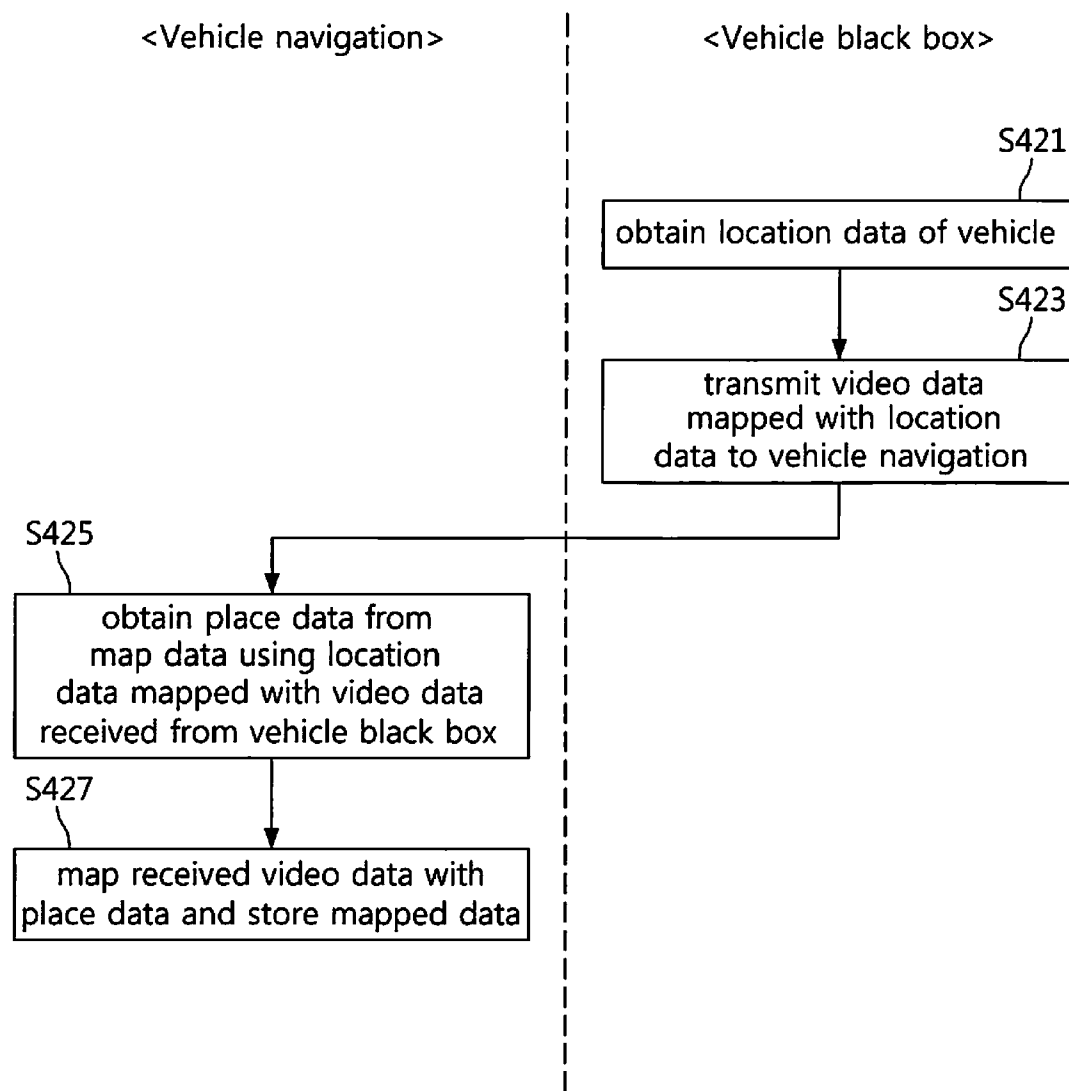 <Vehicle navigation>
<Vehicle black box>
S421
obtain location data of vehicle
S423
transmit video data
mapped with location
data to vehicle navigation
S425
obtain place data from
map data using location
data mapped with video data
received from vehicle black box
S427
map received video data with
place data and store mapped data